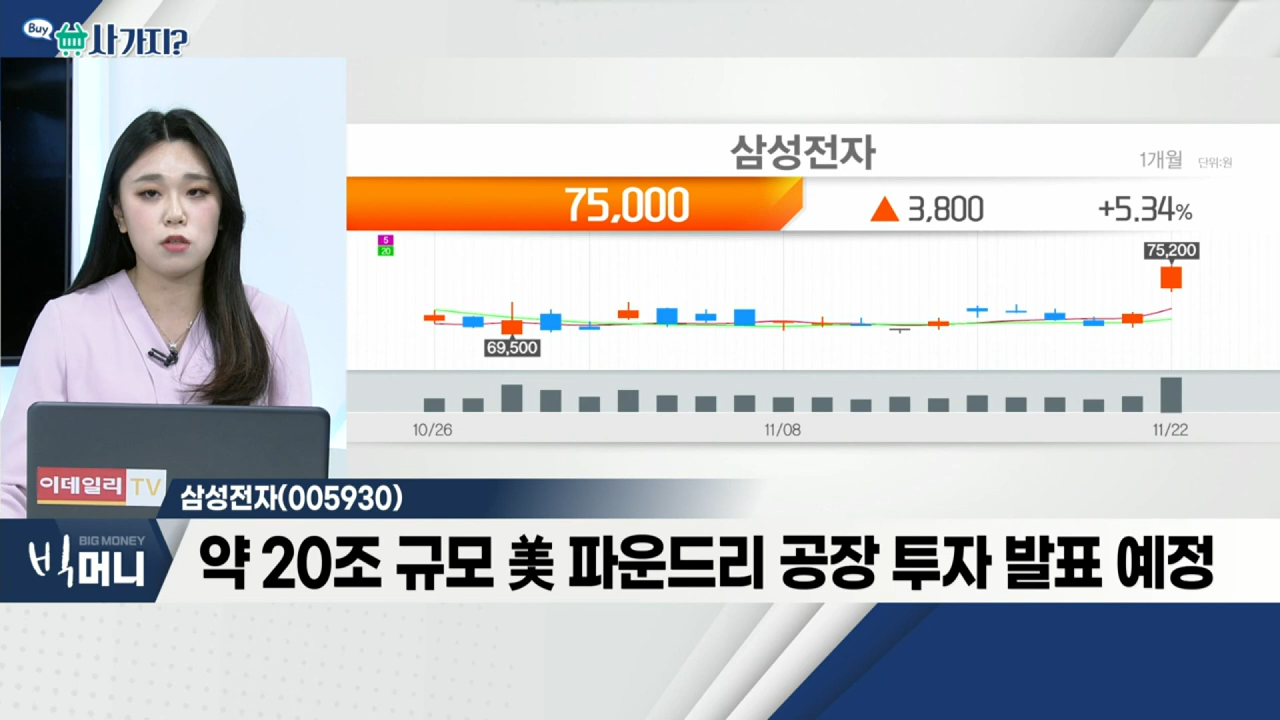 Buy 사가지?
삼성전자
1개월 단위:원
75,000 ▲ 3,800 +5.34%
5
20
75,200
69,500
10/26 11/08 11/22
이데일리 TV
삼성전자(005930)
BIG MONEY
빅머니
약 20조 규모 美 파운드리 공장 투자 발표 예정